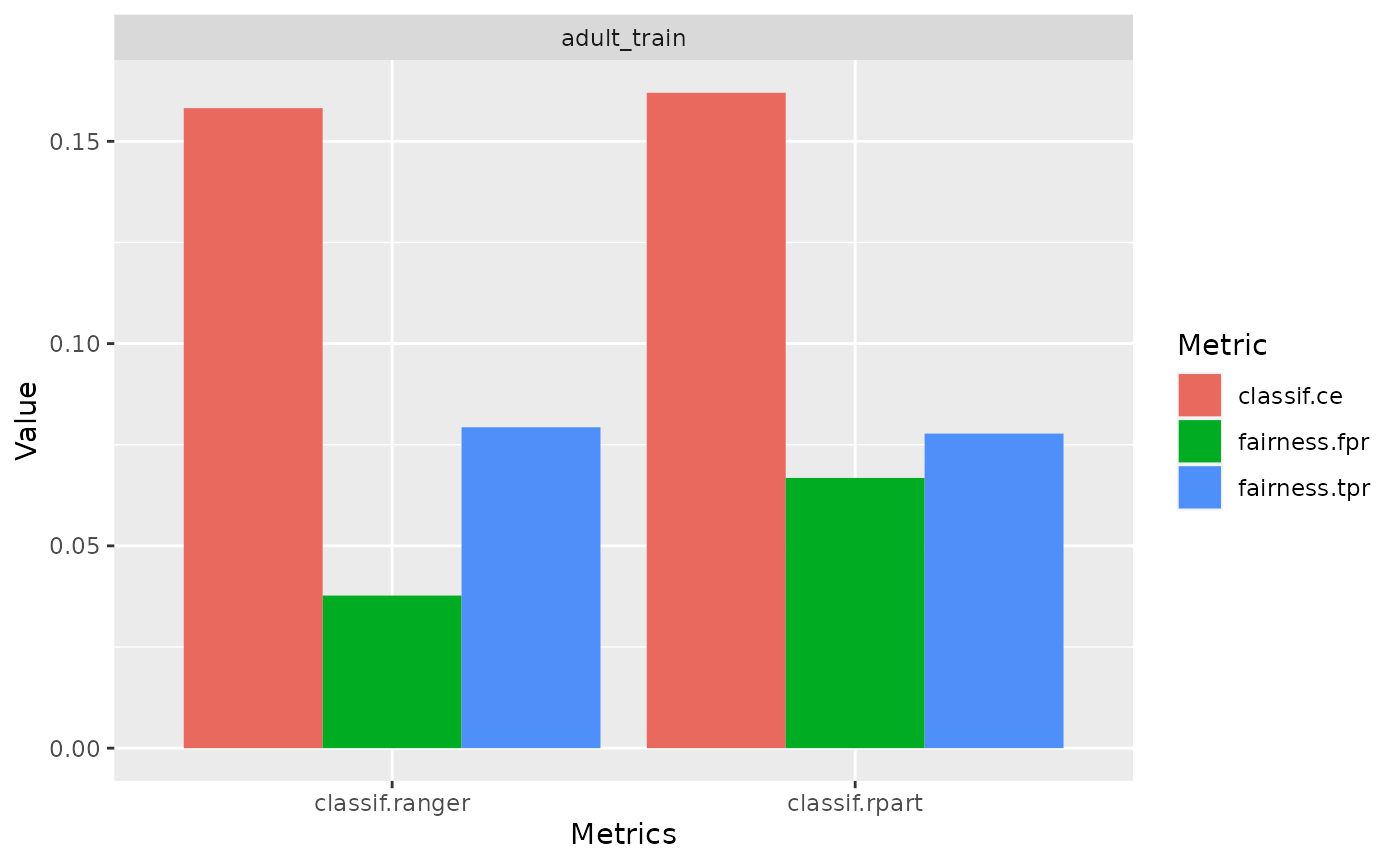 adult_train
0.15
0.10
0.05
0.00
Value
classif.ranger
classif.rpart
Metrics
Metric
classif.ce
fairness.fpr
fairness.tpr